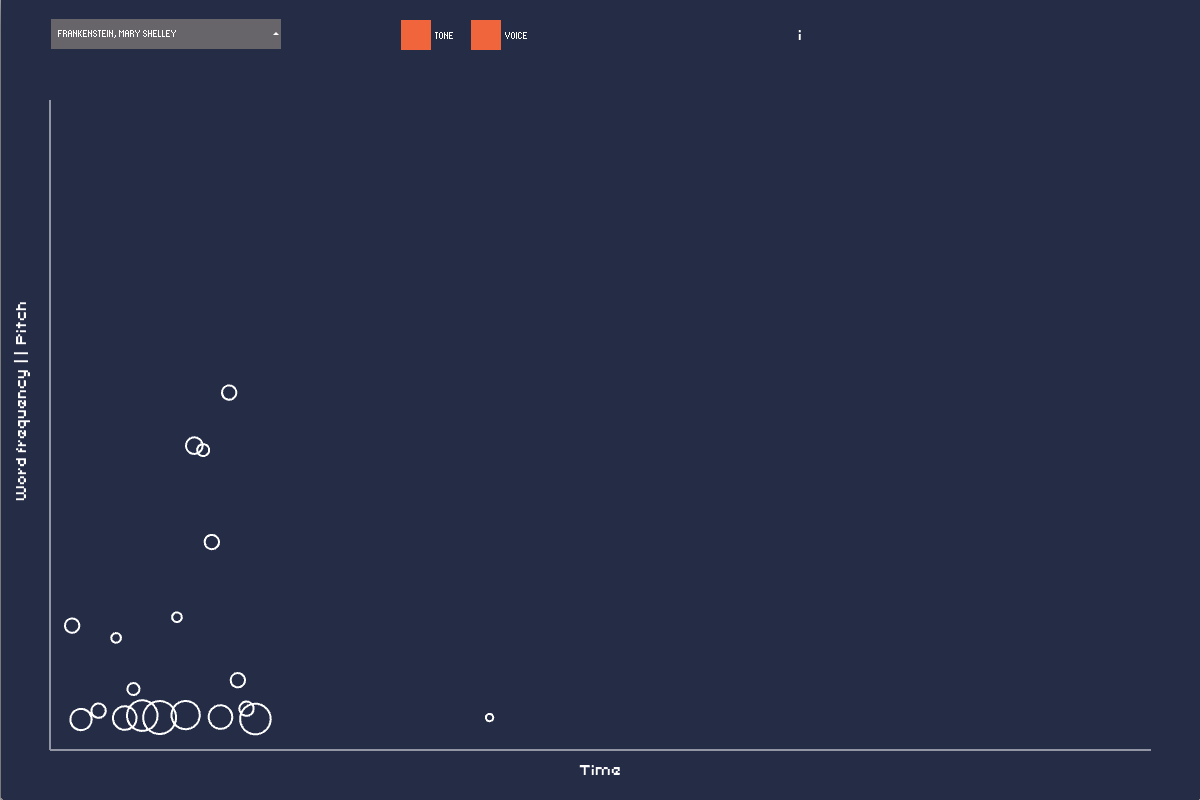 FRANKENSTEIN, MARY SHELLEY
TONE
VOICE
i
Word frequency || Pitch
Time